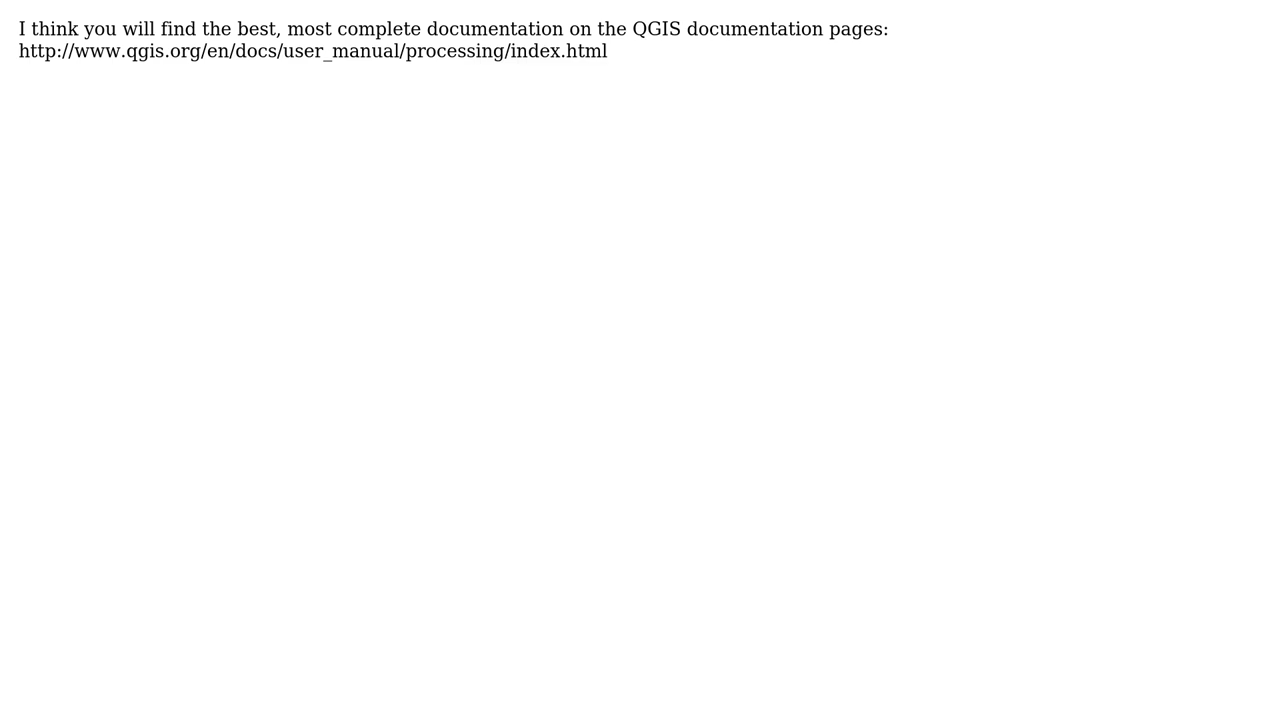 I think you will find the best, most complete documentation on the QGIS documentation pages:
http://www.qgis.org/en/docs/user_manual/processing/index.html